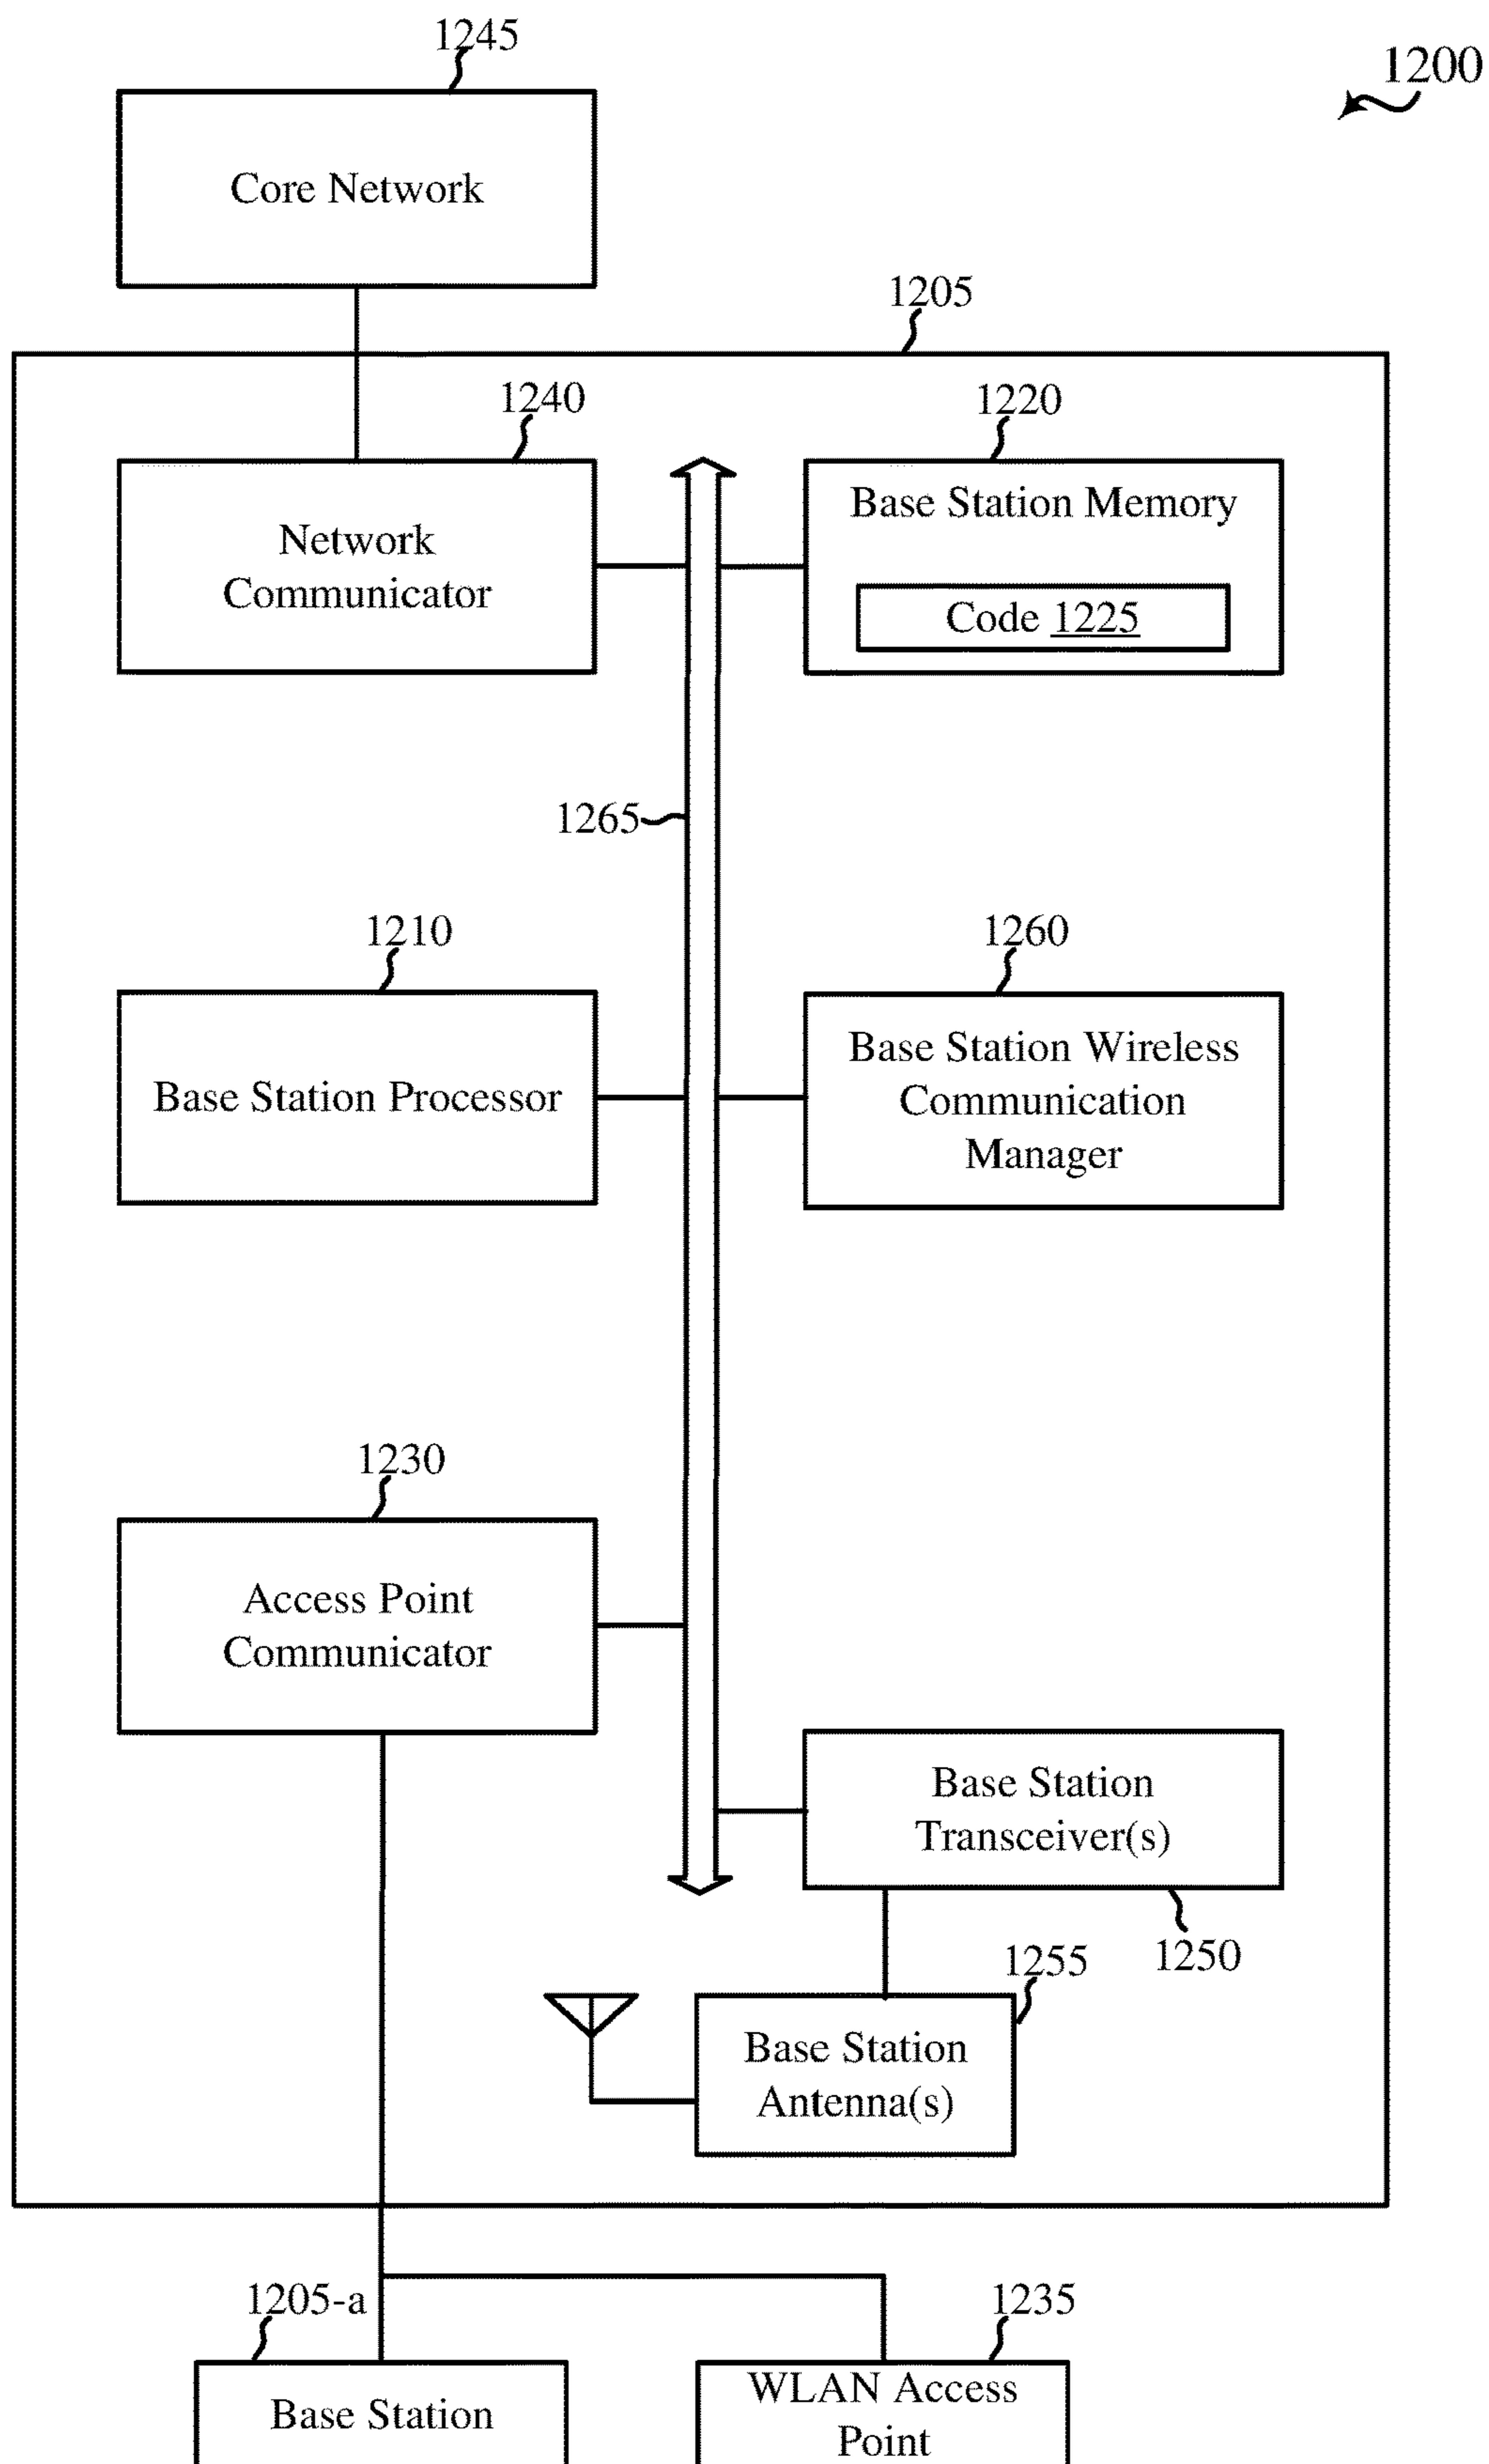 1245
1200
Core Network
1205
1240
1220
Network
Communicator
Base Station Memory
Code 1225
1265
1210
1260
Base Station Processor
Base Station Wireless
Communication
Manager
1230
Access Point
Communicator
Base Station
Transceiver(s)
1250
1255
Base Station
Antenna(s)
1205-a
1235
Base Station
WLAN Access
Point